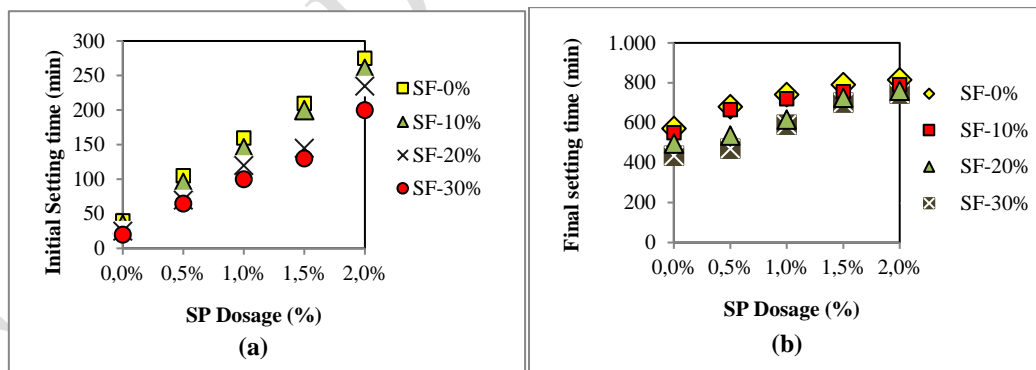 Initial Setting time (min)
300
250
200
150
100
50
0
0,0% 0,5% 1,0% 1,5% 2,0%
SP Dosage (%)
(a)
SF-0%
SF-10%
SF-20%
SF-30%
Final setting time (min)
1.000
800
600
400
200
0
0,0% 0,5% 1,0% 1,5% 2,0%
SP Dosage (%)
(b)
SF-0%
SF-10%
SF-20%
SF-30%